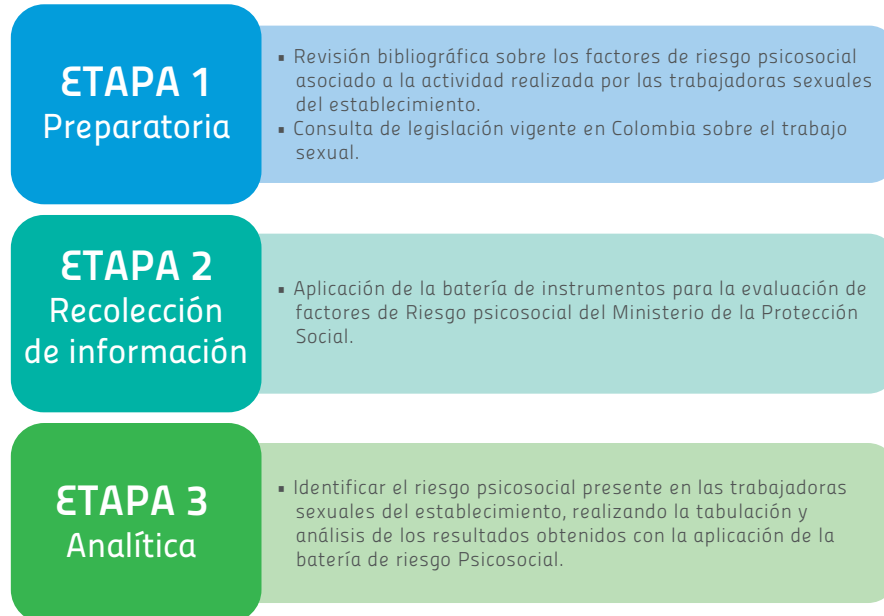 ETAPA 1
Preparatoria
▪ Revisión bibliográfica sobre los factores de riesgo psicosocial
asociado a la actividad realizada por las trabajadoras sexuales
del establecimiento.
▪ Consulta de legislación vigente en Colombia sobre el trabajo
sexual.
ETAPA 2
Recolección
de información
▪ Aplicación de la batería de instrumentos para la evaluación de
factores de Riesgo psicosocial del Ministerio de la Protección
Social.
ETAPA 3
Analítica
▪ Identificar el riesgo psicosocial presente en las trabajadoras
sexuales del establecimiento, realizando la tabulación y
análisis de los resultados obtenidos con la aplicación de la
batería de riesgo Psicosocial.